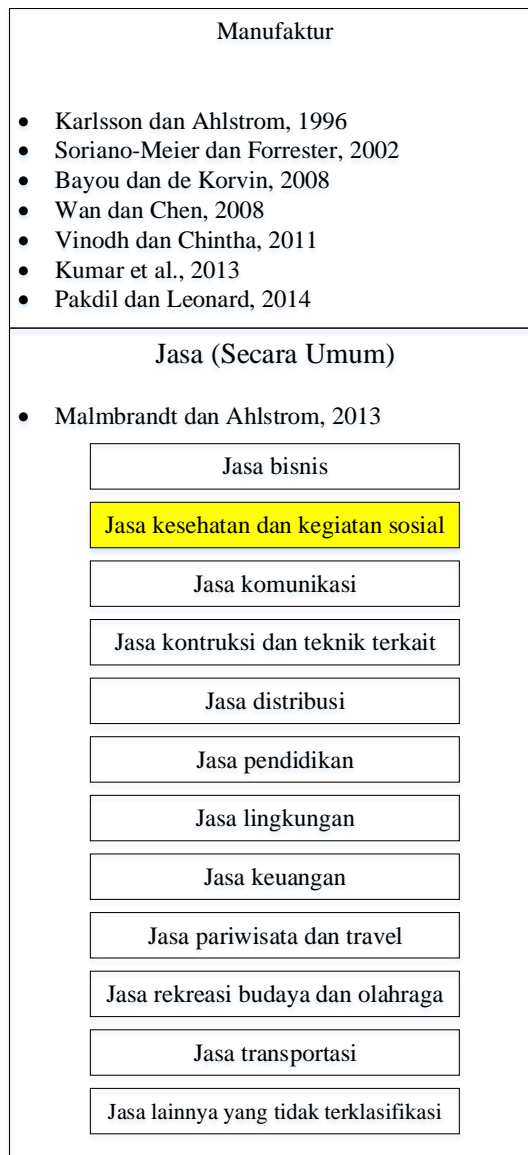 Manufaktur
• Karlsson dan Ahlstrom, 1996
• Soriano-Meier dan Forrester, 2002
• Bayou dan de Korvin, 2008
• Wan dan Chen, 2008
• Vinodh dan Chintha, 2011
• Kumar et al., 2013
• Pakdil dan Leonard, 2014
Jasa (Secara Umum)
• Malmbrandt dan Ahlstrom, 2013
Jasa bisnis
Jasa kesehatan dan kegiatan sosial
Jasa komunikasi
Jasa kontruksi dan teknik terkait
Jasa distribusi
Jasa pendidikan
Jasa lingkungan
Jasa keuangan
Jasa pariwisata dan travel
Jasa rekreasi budaya dan olahraga
Jasa transportasi
Jasa lainnya yang tidak terklasifikasi